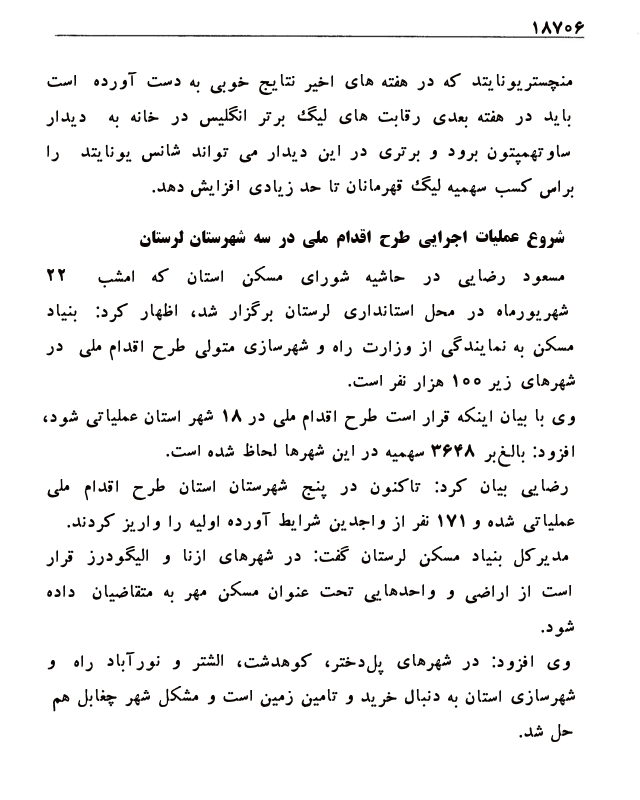 ۱۸۷۰۶
منچستریونایتد که در هفته های اخیر نتایج خوبی به دست آورده است
باید در هفته بعدی رقابت های لیگ برتر انگلیس در خانه به دیدار
ساوتهمپتون برود و برتری در این دیدار می تواند شانس یونایتد را
براس کسب سهمیه لیگ قهرمانان تا حد زیادی افزایش دهد.
شروع عملیات اجرایی طرح اقدام ملی در سه شهرستان لرستان
مسعود رضایی در حاشیه شورای مسکن استان که امشب ۲۲
شهریورماه در محل استانداری لرستان برگزار شد، اظهار کرد: بنیاد
مسکن به نمایندگی از وزارت راه و شهرسازی متولی طرح اقدام ملی در
شهرهای زیر ۱۰۰ هزار نفر است.
وی با بیان اینکه قرار است طرح اقدام ملی در ۱۸ شهر استان عملیاتی شود،
افزود: بالغ‌بر ۳۶۴۸ سهمیه در این شهرها لحاظ شده است.
رضایی بیان کرد: تاکنون در پنج شهرستان استان طرح اقدام ملی
عملیاتی شده و ۱۷۱ نفر از واجدین شرایط آورده اولیه را واریز کردند.
مدیرکل بنیاد مسکن لرستان گفت: در شهرهای ازنا و الیگودرز قرار
است از اراضی و واحدهایی تحت عنوان مسکن مهر به متقاضیان داده
شود.
وی افزود: در شهرهای پل‌دختر، کوهدشت، الشتر و نورآباد راه و
شهرسازی استان به دنبال خرید و تامین زمین است و مشکل شهر چغابل هم
حل شد.